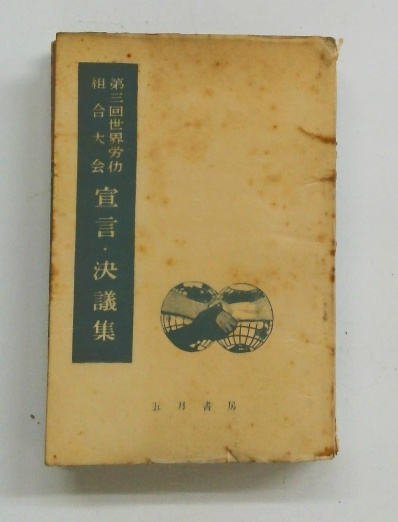 第三回世界労仂
組合大会
宣言・決議集
五月書房